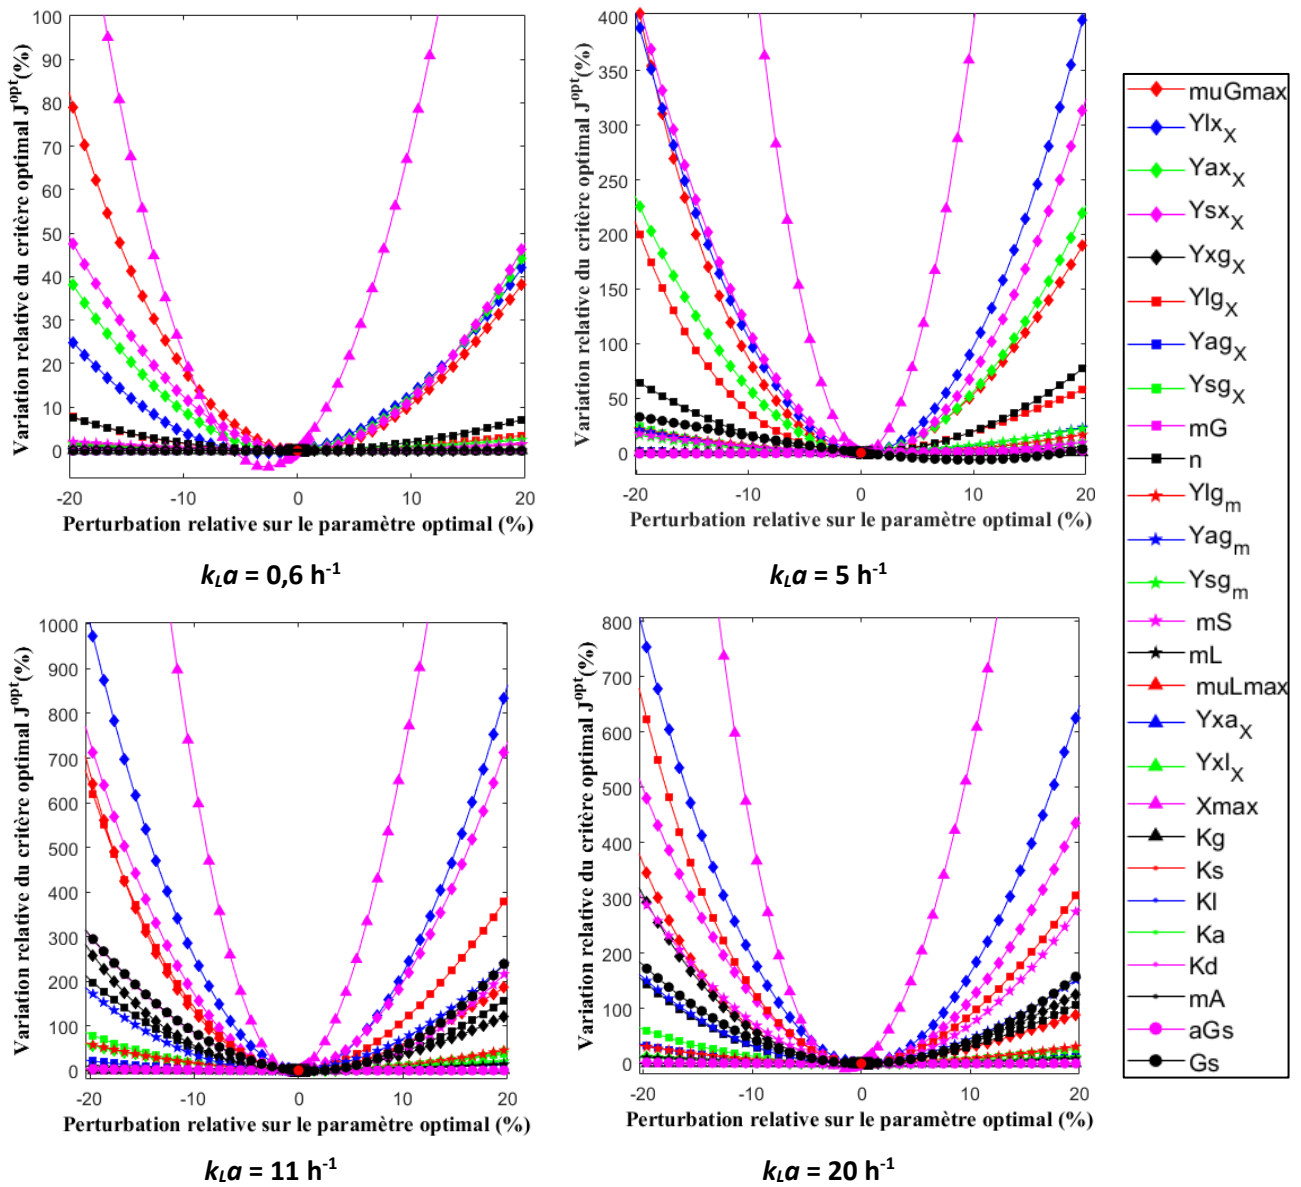 100
90
80
70
60
50
40
30
20
10
0
-20
-10
0
10
20
Variation relative du critère optimal J^opt(%)
Perturbation relative sur le paramètre optimal (%)
k_La = 0,6 h^-1
400
350
300
250
200
150
100
50
0
-20
-10
0
10
20
Variation relative du critère optimal J^opt(%)
Perturbation relative sur le paramètre optimal (%)
k_La = 5 h^-1
1000
900
800
700
600
500
400
300
200
100
0
-20
-10
0
10
20
Variation relative du critère optimal J^opt(%)
Perturbation relative sur le paramètre optimal (%)
k_La = 11 h^-1
800
700
600
500
400
300
200
100
0
-20
-10
0
10
20
Variation relative du critère optimal J^opt(%)
Perturbation relative sur le paramètre optimal (%)
k_La = 20 h^-1
muGmax
Ylx_X
Yax_X
Ysx_X
Yxg_X
Ylg_X
Yag_X
Ysg_X
mG
n
Ylg_m
Yag_m
Ysg_m
mS
mL
muLmax
Yxa_X
Yxl_X
Xmax
Kg
Ks
Kl
Ka
Kd
mA
aGs
Gs